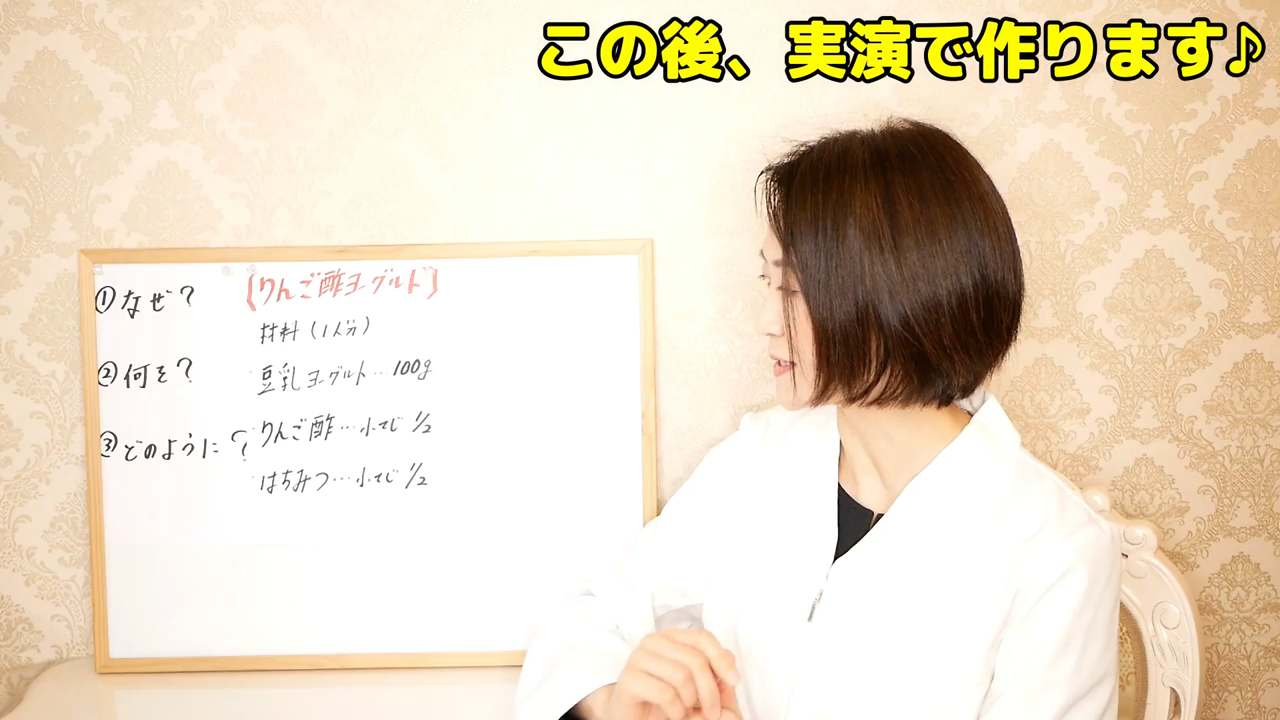 この後、実演で作ります♪
①なぜ?
②何を?
③どのように?
【りんご酢ヨーグルト】
材料(1人分)
豆乳ヨーグルト…100g
りんご酢…小さじ1/2
はちみつ…小さじ1/2